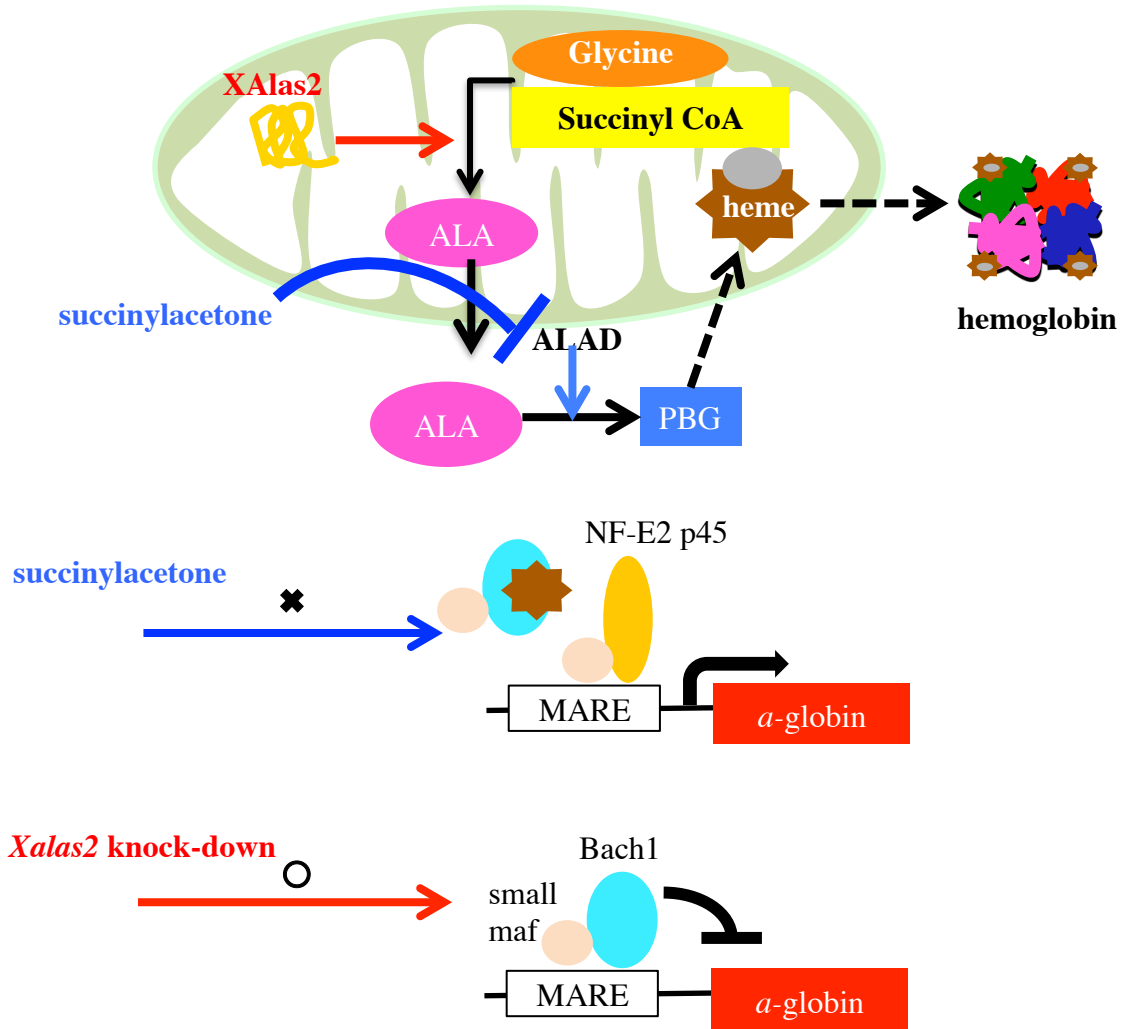 Glycine
XAlas2
Succinyl CoA
heme
ALA
succinylacetone
hemoglobin
ALAD
ALA
PBG
NF-E2 p45
succinylacetone
MARE
a-globin
Xalas2 knock-down
Bach1
small
maf
MARE
a-globin